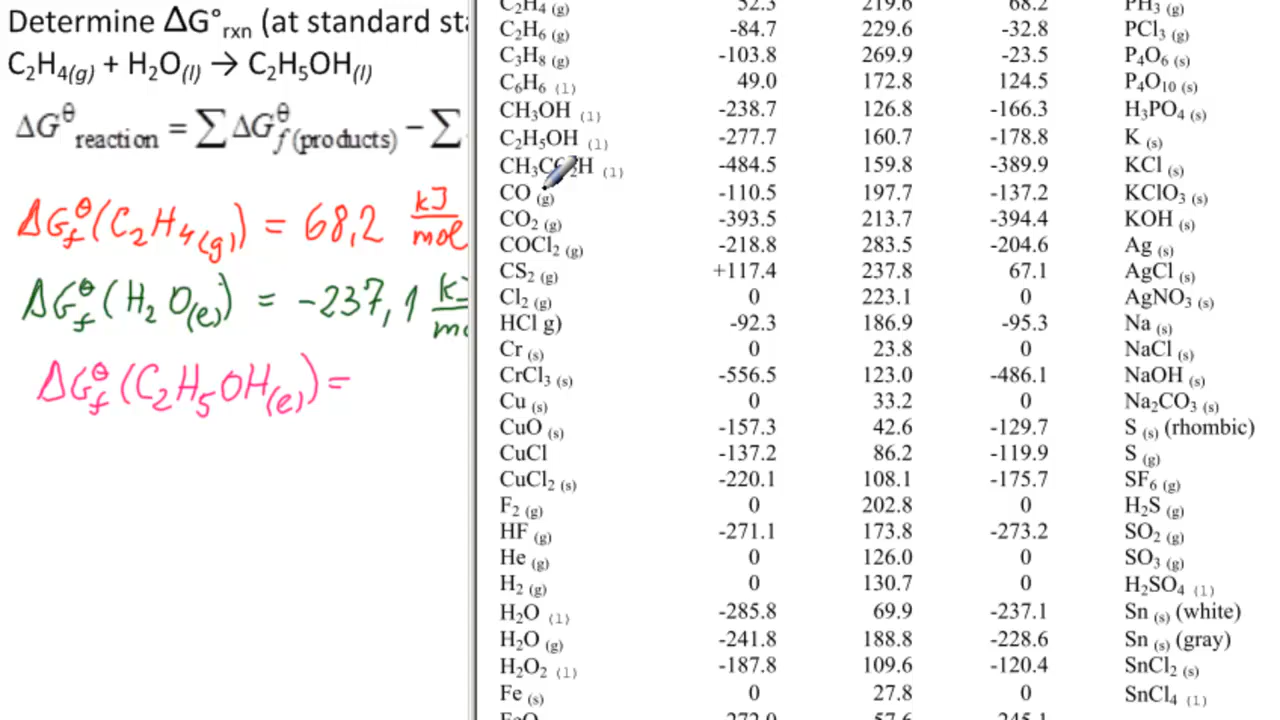 Determine ΔG°rxn (at standard sta
C₂H₄(g) + H₂O(l) → C₂H₅OH(l)
ΔG^θ reaction = ∑ ΔG^θ f (products) − ∑
ΔG_f^θ (C₂H₄(g)) = 68,2 kJ/mol
ΔG_f^θ (H₂O(l)) = -237,1
ΔG_f^θ (C₂H₅OH(l)) =
C₂H₄ (g) 52.3 219.6 68.2 PH₃ (g)
C₂H₆ (g) -84.7 229.6 -32.8 PCl₃ (g)
C₃H₈ (g) -103.8 269.9 -23.5 P₄O₆ (s)
C₆H₆ (l) 49.0 172.8 124.5 P₄O₁₀ (s)
CH₃OH (l) -238.7 126.8 -166.3 H₃PO₄ (s)
C₂H₅OH (l) -277.7 160.7 -178.8 K (s)
CH₃CO₂H (l) -484.5 159.8 -389.9 KCl (s)
CO (g) -110.5 197.7 -137.2 KClO₃ (s)
CO₂ (g) -393.5 213.7 -394.4 KOH (s)
COCl₂ (g) -218.8 283.5 -204.6 Ag (s)
CS₂ (g) +117.4 237.8 67.1 AgCl (s)
Cl₂ (g) 0 223.1 0 AgNO₃ (s)
HCl g) -92.3 186.9 -95.3 Na (s)
Cr (s) 0 23.8 0 NaCl (s)
CrCl₃ (s) -556.5 123.0 -486.1 NaOH (s)
Cu (s) 0 33.2 0 Na₂CO₃ (s)
CuO (s) -157.3 42.6 -129.7 S (s) (rhombic)
CuCl -137.2 86.2 -119.9 S (g)
CuCl₂ (s) -220.1 108.1 -175.7 SF₆ (g)
F₂ (g) 0 202.8 0 H₂S (g)
HF (g) -271.1 173.8 -273.2 SO₂ (g)
He (g) 0 126.0 0 SO₃ (g)
H₂ (g) 0 130.7 0 H₂SO₄ (l)
H₂O (l) -285.8 69.9 -237.1 Sn (s) (white)
H₂O (g) -241.8 188.8 -228.6 Sn (s) (gray)
H₂O₂ (l) -187.8 109.6 -120.4 SnCl₂ (s)
Fe (s) 0 27.8 0 SnCl₄ (l)